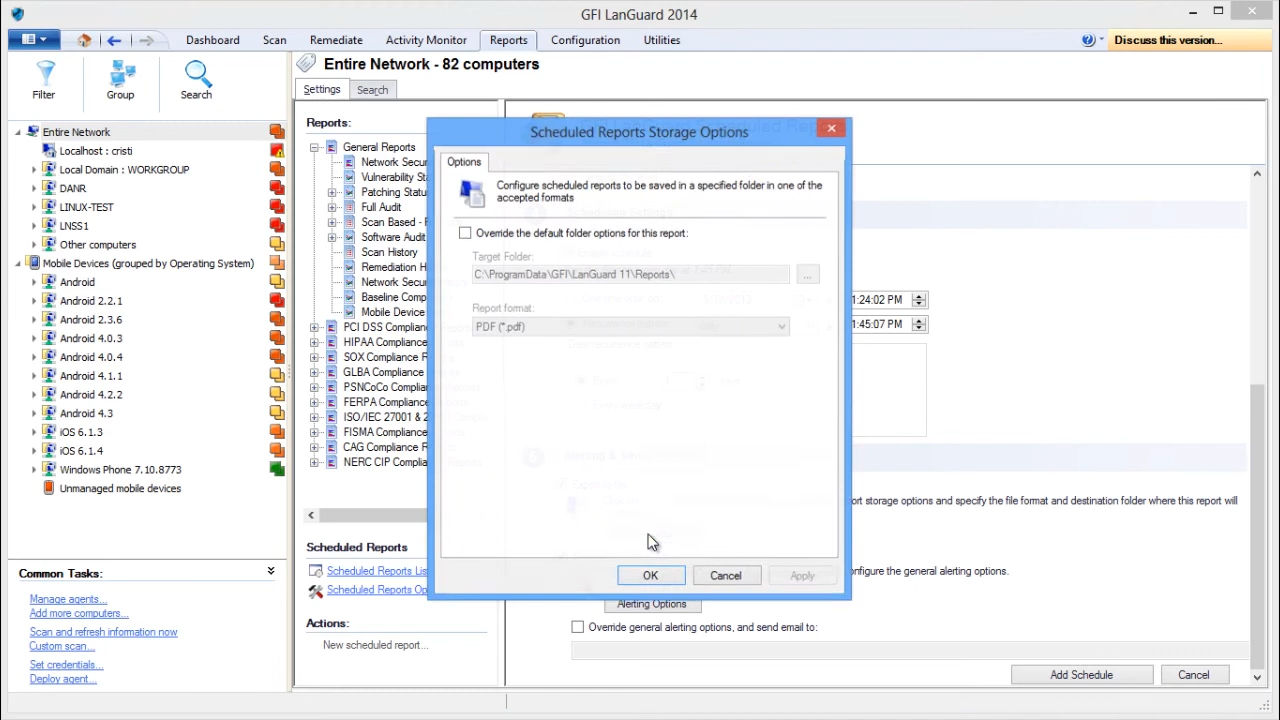 GFI LanGuard 2014
Dashboard
Scan
Remediate
Activity Monitor
Reports
Configuration
Utilities
Discuss this version...
Filter
Group
Search
Entire Network - 82 computers
Settings
Search
Entire Network
Localhost : cristi
Local Domain : WORKGROUP
DANR
LINUX-TEST
LNSS1
Other computers
Mobile Devices (grouped by Operating System)
Android
Android 2.2.1
Android 2.3.6
Android 4.0.3
Android 4.0.4
Android 4.1.1
Android 4.2.2
Android 4.3
iOS 6.1.3
iOS 6.1.4
Windows Phone 7.10.8773
Unmanaged mobile devices
Common Tasks:
Manage agents...
Add more computers...
Scan and refresh information now
Custom scan...
Set credentials...
Deploy agent...
Reports:
General Reports
Network Secu
Vulnerability Sta
Patching Statu
Full Audit
Scan Based - F
Software Audit
Scan History
Remediation H
Network Secur
Baseline Comp
Mobile Device
PCI DSS Complianc
HIPAA Compliance
SOX Compliance R
GLBA Compliance
PSNCoCo Complian
FERPA Compliance
ISO/IEC 27001 & 2
FISMA Compliance
CAG Compliance R
NERC CIP Complia
Scheduled Reports
Scheduled Reports Lis
Scheduled Reports Op
Actions:
New scheduled report...
Scheduled Reports Storage Options
Options
Configure scheduled reports to be saved in a specified folder in one of the
accepted formats
Override the default folder options for this report:
Target Folder:
C:\ProgramData\GFI\LanGuard 11\Reports\
...
Report format:
PDF (*.pdf)
OK
Cancel
Apply
1:24:02 PM
1:45:07 PM
ort storage options and specify the file format and destination folder where this report will
nfigure the general alerting options.
Alerting Options
Override general alerting options, and send email to:
Add Schedule
Cancel